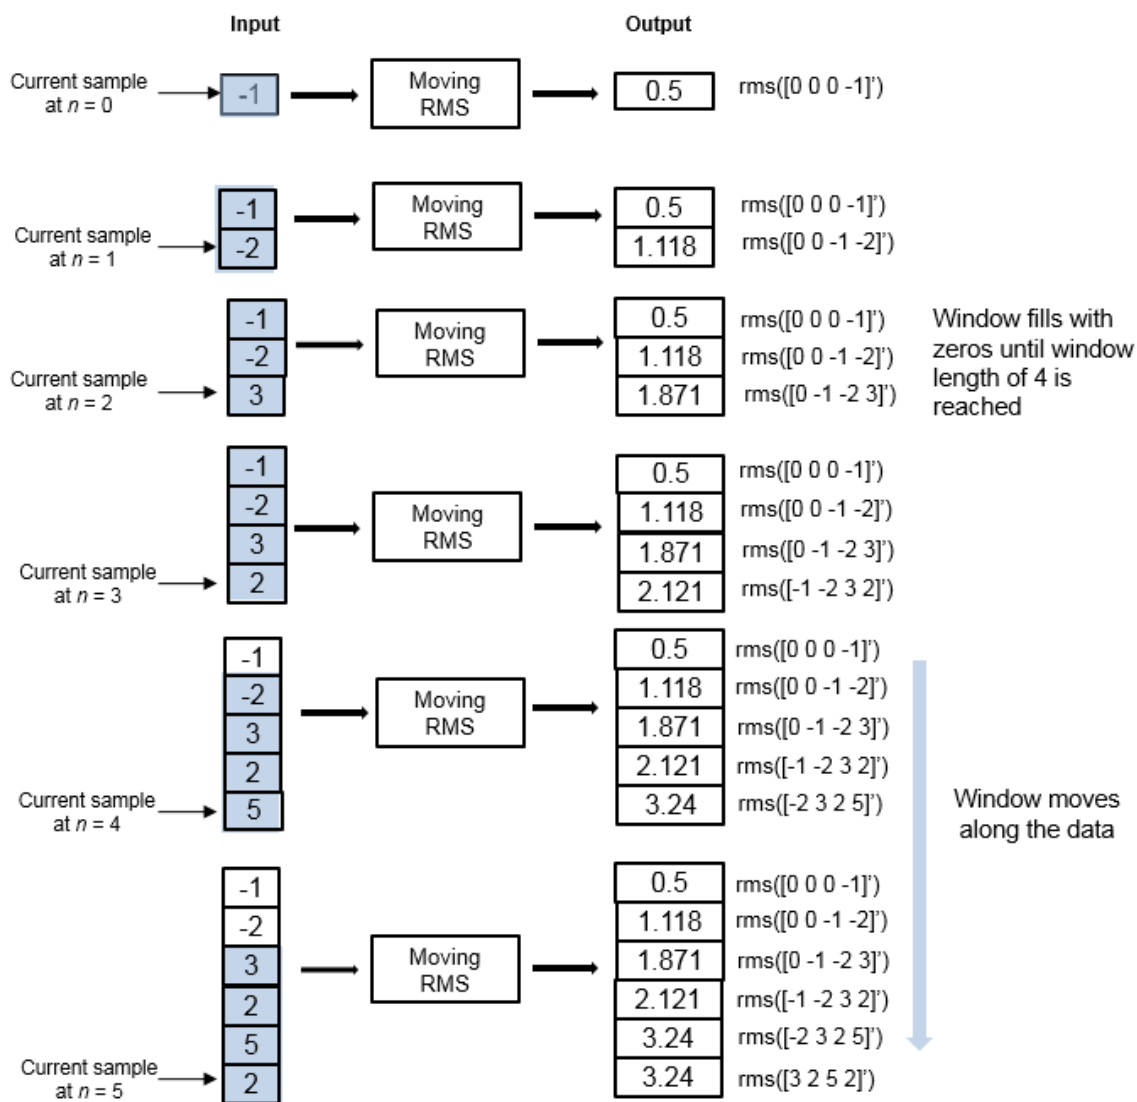 Input
Output
Current sample
at n = 0
-1
Moving
RMS
0.5
rms([0 0 0 -1]’)
-1
Moving
RMS
0.5
rms([0 0 0 -1]’)
Current sample
at n = 1
-2
1.118
rms([0 0 -1 -2]’)
-1
Moving
RMS
0.5
rms([0 0 0 -1]’)
-2
1.118
rms([0 0 -1 -2]’)
Current sample
at n = 2
3
1.871
rms([0 -1 -2 3]’)
Window fills with
zeros until window
length of 4 is
reached
-1
-2
3
Current sample
at n = 3
2
Moving
RMS
0.5
rms([0 0 0 -1]’)
1.118
rms([0 0 -1 -2]’)
1.871
rms([0 -1 -2 3]’)
2.121
rms([-1 -2 3 2]’)
-1
-2
3
2
Current sample
at n = 4
5
Moving
RMS
0.5
rms([0 0 0 -1]’)
1.118
rms([0 0 -1 -2]’)
1.871
rms([0 -1 -2 3]’)
2.121
rms([-1 -2 3 2]’)
3.24
rms([-2 3 2 5]’)
Window moves
along the data
-1
-2
3
2
5
Current sample
at n = 5
2
Moving
RMS
0.5
rms([0 0 0 -1]’)
1.118
rms([0 0 -1 -2]’)
1.871
rms([0 -1 -2 3]’)
2.121
rms([-1 -2 3 2]’)
3.24
rms([-2 3 2 5]’)
3.24
rms([3 2 5 2]’)